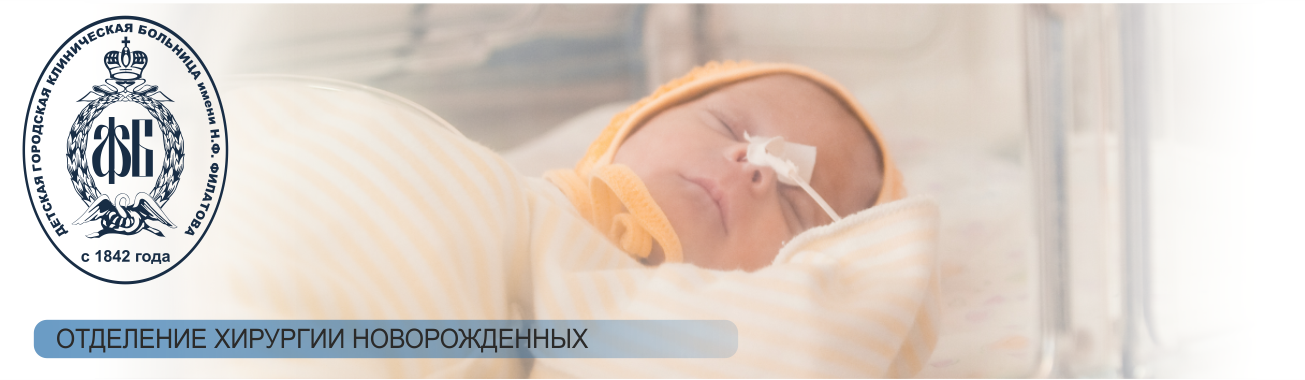 ДЕТСКАЯ ГОРОДСКАЯ КЛИНИЧЕСКАЯ БОЛЬНИЦА имени Н.Ф. ФИЛАТОВА
ФБ
с 1842 года
ОТДЕЛЕНИЕ ХИРУРГИИ НОВОРОЖДЕННЫХ